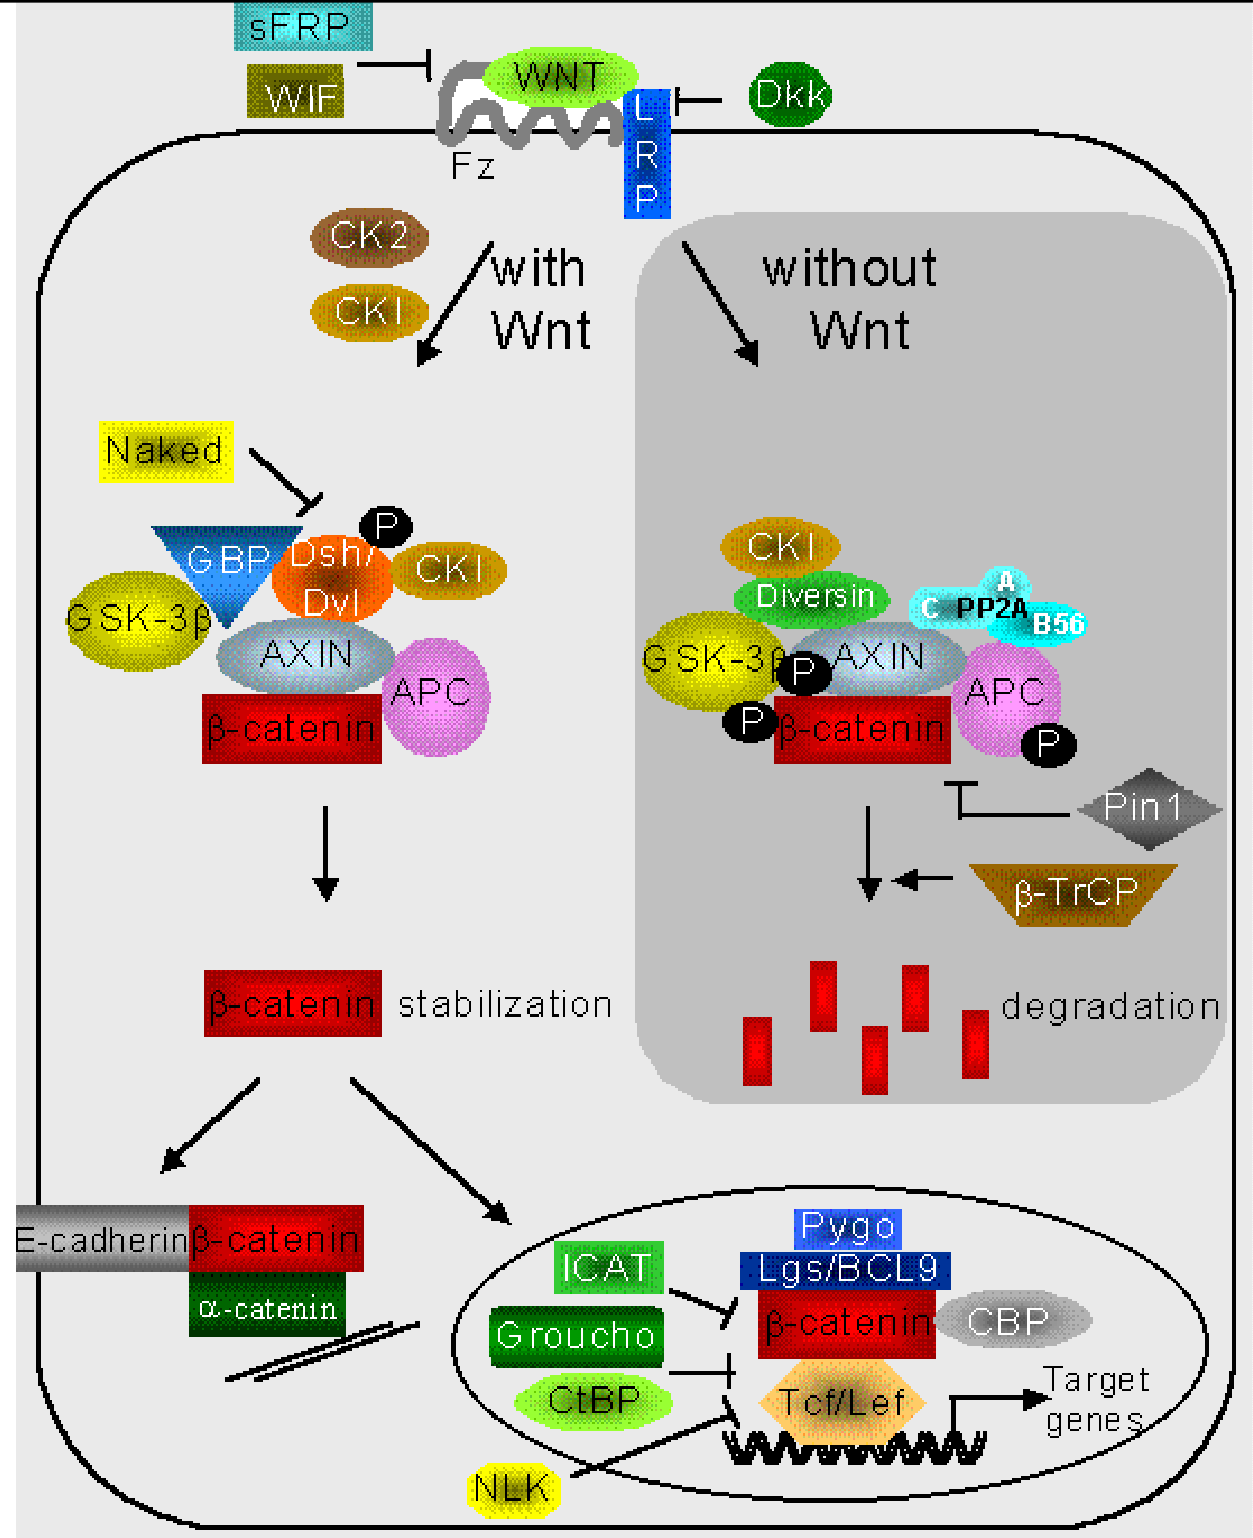 sFRP
WIF
WNT
Dkk
L
R
P
Fz
CK2
CKI
with
Wnt
without
Wnt
Naked
P
GBP
Dsh/
Dvl
CKI
GSK-3β
AXIN
APC
β-catenin
CKI
Diversin
A
C PP2A
B56
GSK-3β
P
AXIN
APC
P
β-catenin
P
Pin1
β-TrCP
β-catenin stabilization
degradation
E-cadherin β-catenin
α-catenin
Pygo
ICAT
Lgs/BCL9
Groucho
β-catenin
CBP
CtBP
Tcf/Lef
Target
genes
NLK